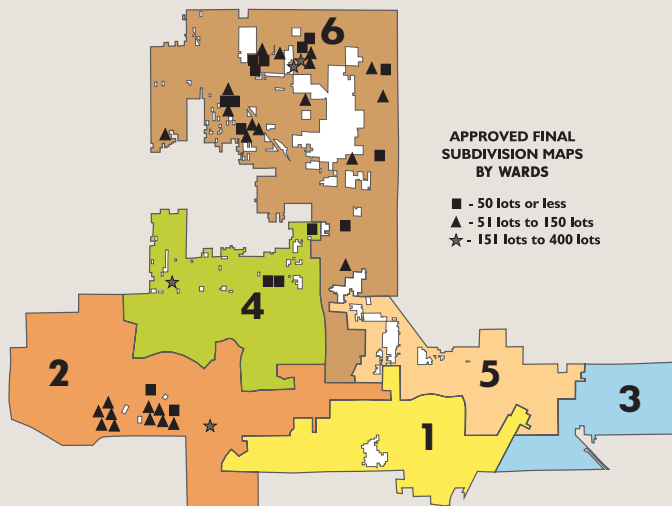 6
APPROVED FINAL
SUBDIVISION MAPS
BY WARDS
- 50 lots or less
- 51 lots to 150 lots
- 151 lots to 400 lots
4
2
5
3
1